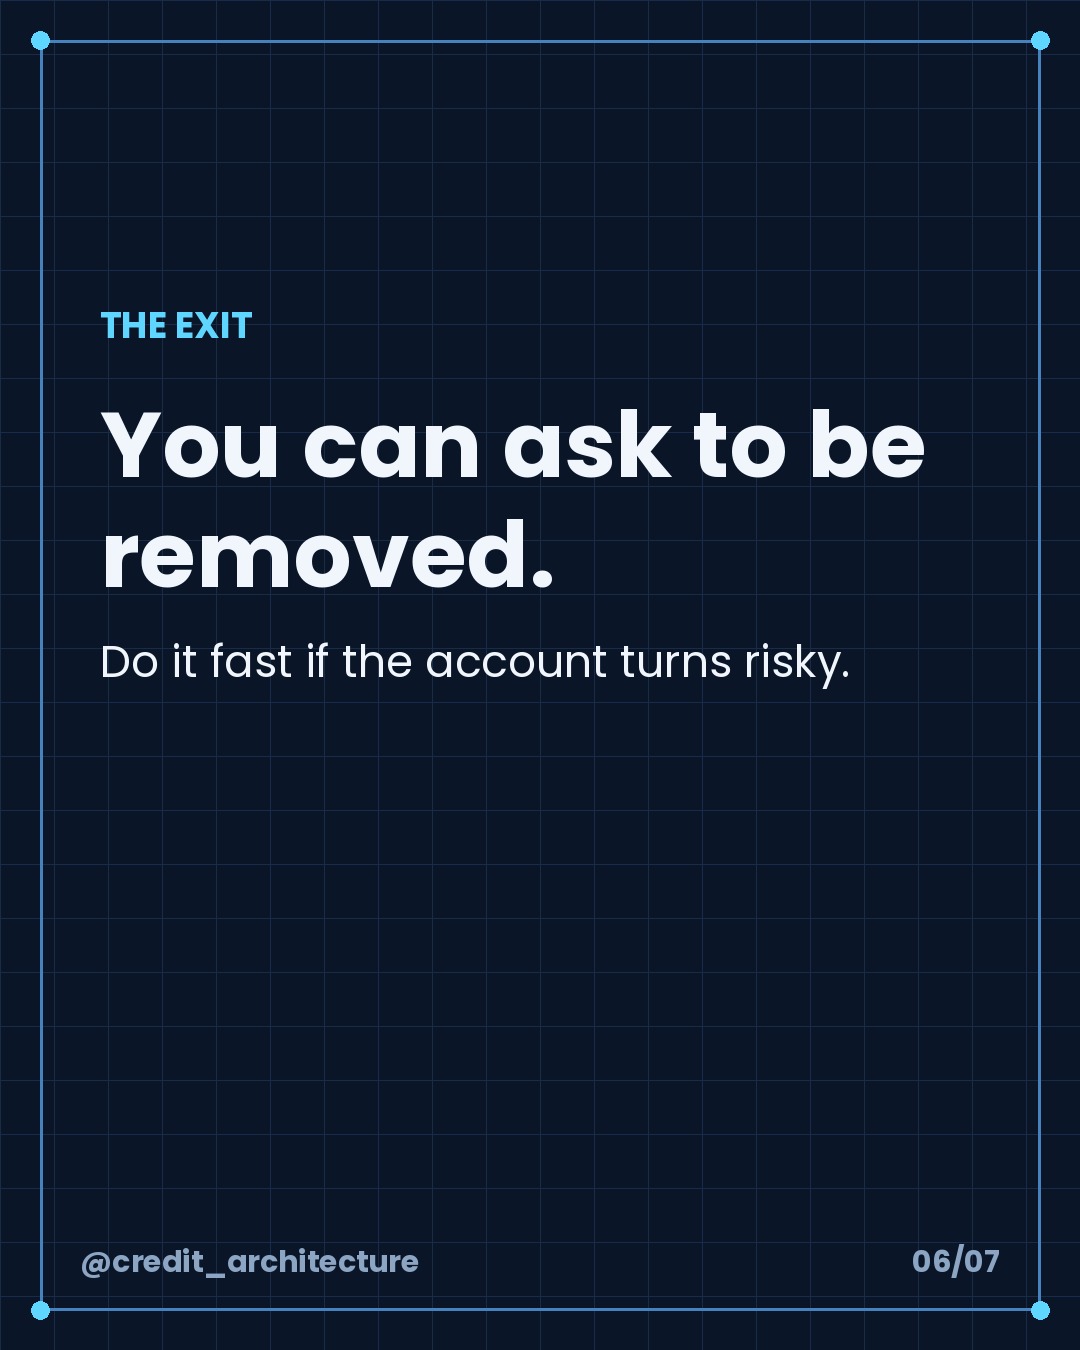 THE EXIT
You can ask to be
removed.
Do it fast if the account turns risky.
@credit_architecture
06/07